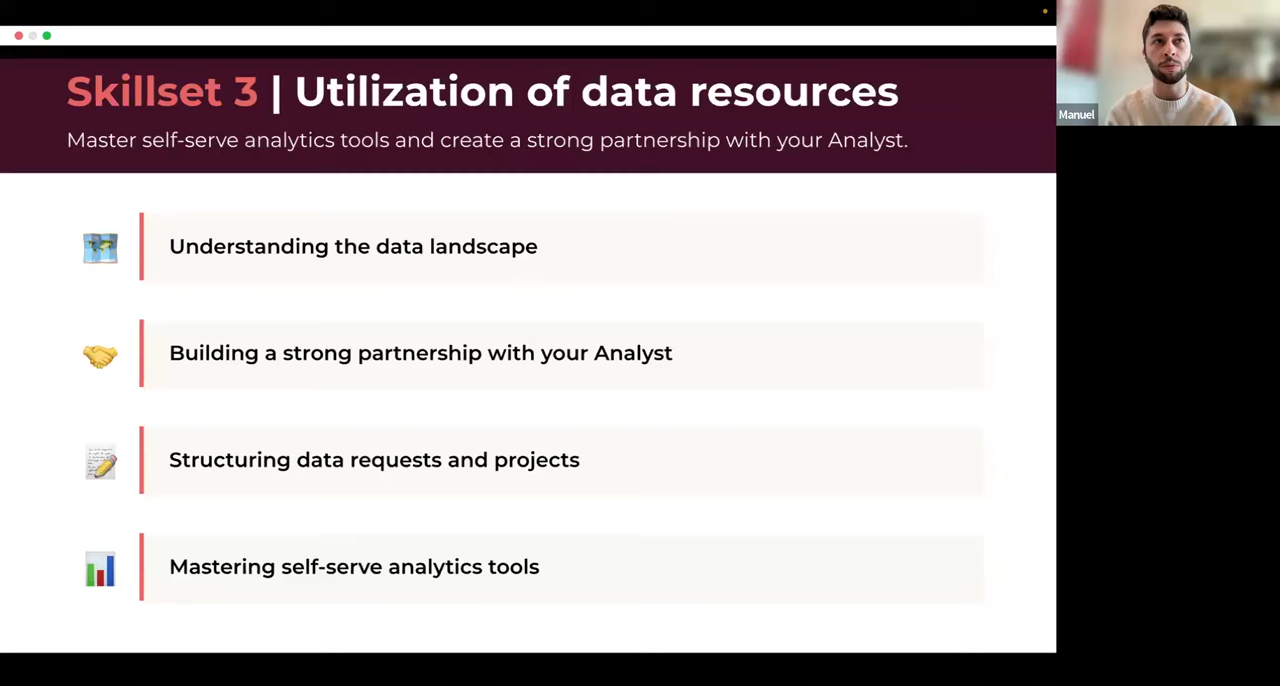 Skillset 3 | Utilization of data resources
Master self-serve analytics tools and create a strong partnership with your Analyst.
Manuel
Understanding the data landscape
Building a strong partnership with your Analyst
Structuring data requests and projects
Mastering self-serve analytics tools